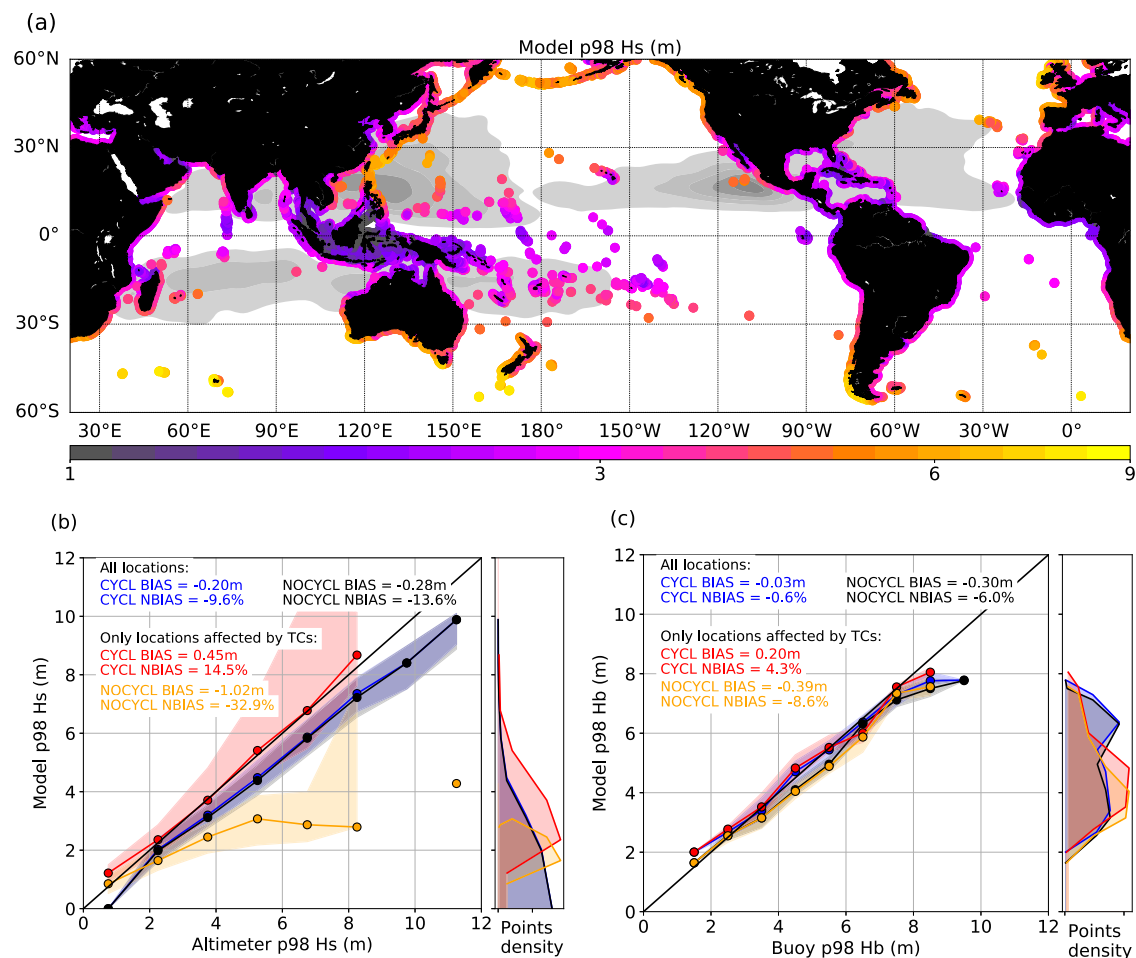 (a)
Model p98 Hs (m)
60°N
30°N
0°
30°S
60°S
30°E 60°E 90°E 120°E 150°E 180° 150°W 120°W 90°W 60°W 30°W 0°
1 3 6 9
(b)
All locations:
CYCL BIAS = -0.20m NOCYCL BIAS = -0.28m
CYCL NBIAS = -9.6% NOCYCL NBIAS = -13.6%
Only locations affected by TCs:
CYCL BIAS = 0.45m
CYCL NBIAS = 14.5%
NOCYCL BIAS = -1.02m
NOCYCL NBIAS = -32.9%
Model p98 Hs (m)
12
10
8
6
4
2
0
0 2 4 6 8 10 12
Altimeter p98 Hs (m)
Points
density
(c)
All locations:
CYCL BIAS = -0.03m NOCYCL BIAS = -0.30m
CYCL NBIAS = -0.6% NOCYCL NBIAS = -6.0%
Only locations affected by TCs:
CYCL BIAS = 0.20m
CYCL NBIAS = 4.3%
NOCYCL BIAS = -0.39m
NOCYCL NBIAS = -8.6%
Model p98 Hb (m)
12
10
8
6
4
2
0
0 2 4 6 8 10 12
Buoy p98 Hb (m)
Points
density